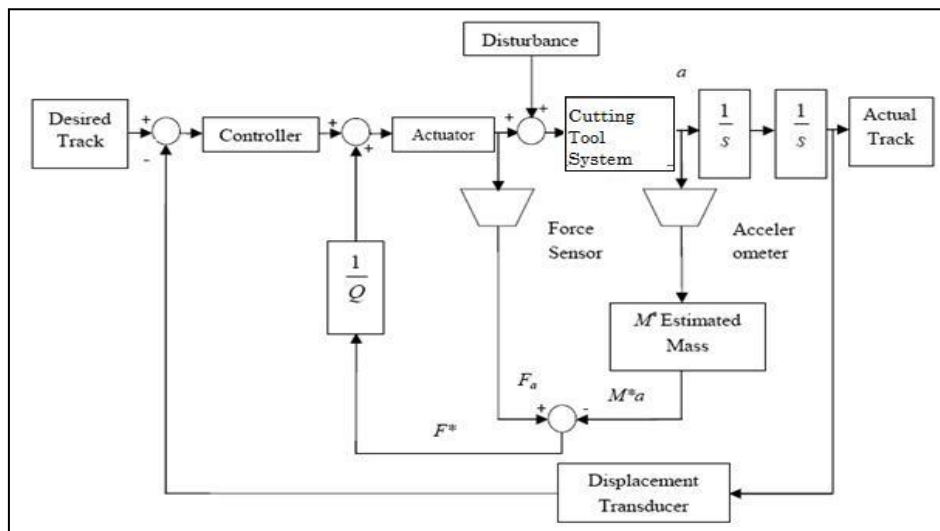 Disturbance
a
Desired
Track
+
-
Controller
+
+
Actuator
+
+
Cutting
Tool
System
-
1
s
1
s
Actual
Track
Force
Sensor
Acceler
ometer
1
Q
M* Estimated
Mass
Fa
M*a
+
-
F*
Displacement
Transducer